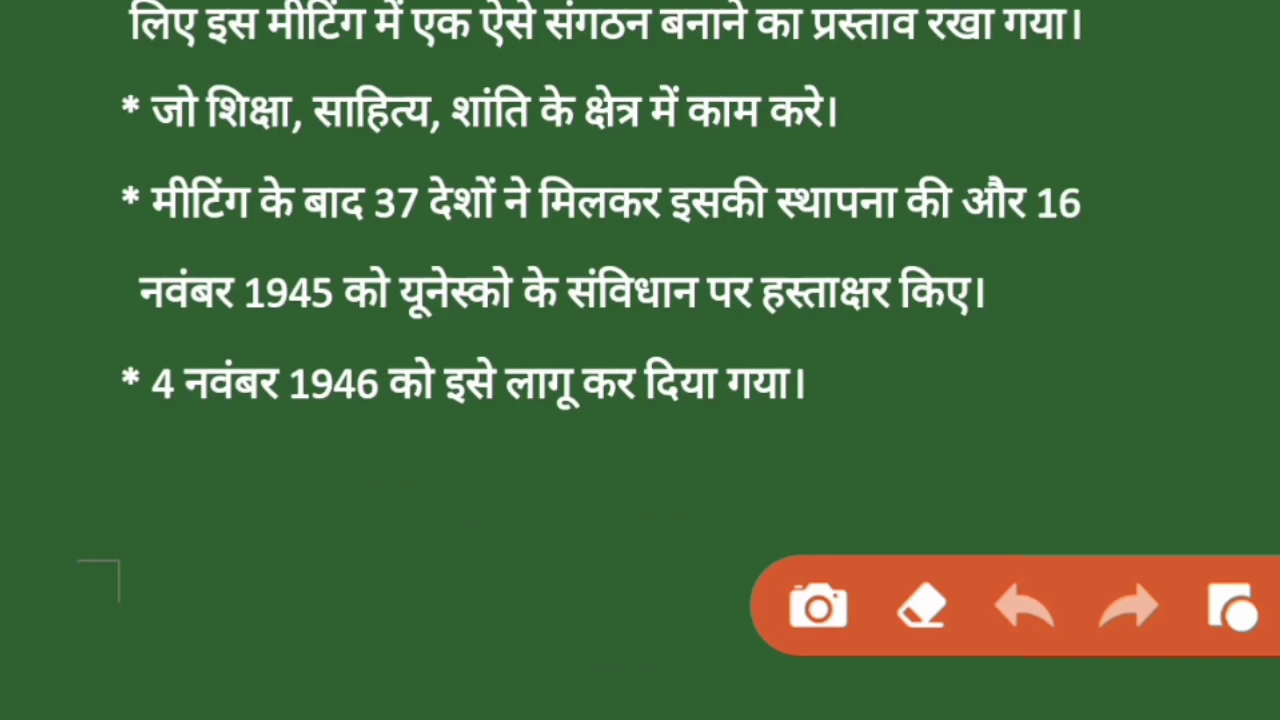 लिए इस मीटिंग में एक ऐसे संगठन बनाने का प्रस्ताव रखा गया।
* जो शिक्षा, साहित्य, शांति के क्षेत्र में काम करे।
* मीटिंग के बाद 37 देशों ने मिलकर इसकी स्थापना की और 16
नवंबर 1945 को यूनेस्को के संविधान पर हस्ताक्षर किए।
* 4 नवंबर 1946 को इसे लागू कर दिया गया।